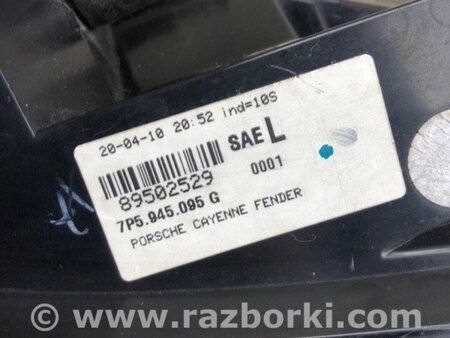 20-04-10 20:52 ind=10S
SAE L
89502529 0001
7P5.945.095 G
PORSCHE CAYENNE FENDER
www.razborki.com